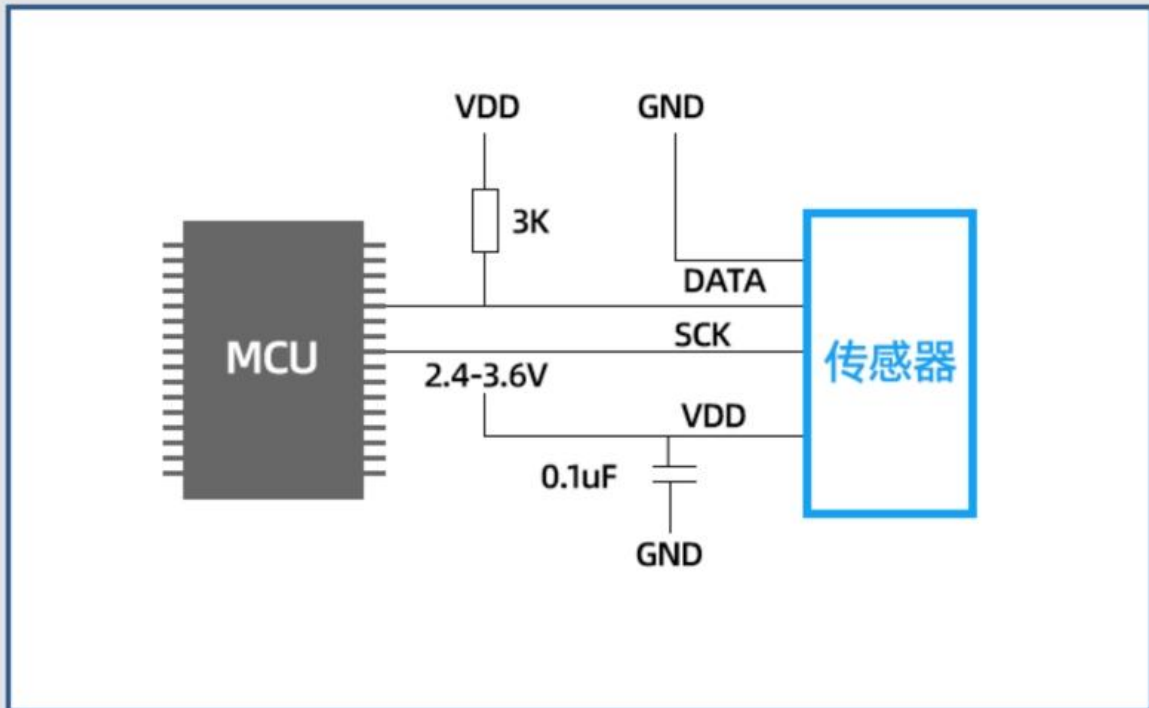 VDD
GND
3K
DATA
MCU
SCK
传感器
2.4-3.6V
VDD
0.1uF
GND